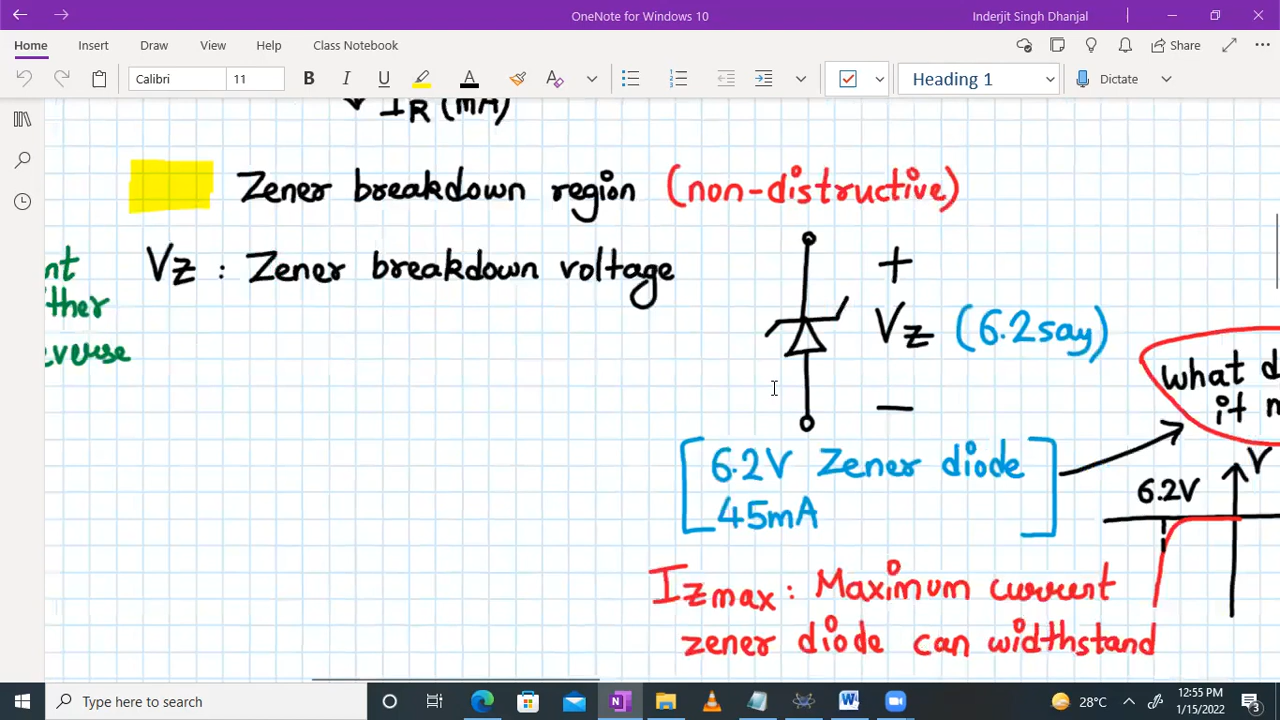 OneNote for Windows 10
Inderjit Singh Dhanjal
Home Insert Draw View Help Class Notebook
Share
Calibri 11 B I U A A Heading 1 Dictate
IR (mA)
Zener breakdown region (non-distructive)
Vz : Zener breakdown voltage
+
Vz (6.2say)
ther
everse
what
it
−
[6.2V Zener diode
45mA]
V
6.2V
Izmax : Maximum current
zener diode can widthstand
Type here to search
28°C
12:55 PM
1/15/2022
3